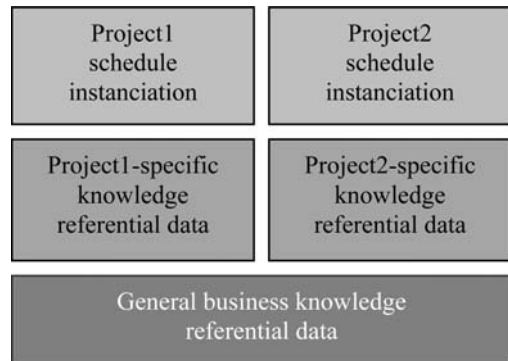 Project1
schedule
instanciation
Project2
schedule
instanciation
Project1-specific
knowledge
referential data
Project2-specific
knowledge
referential data
General business knowledge
referential data